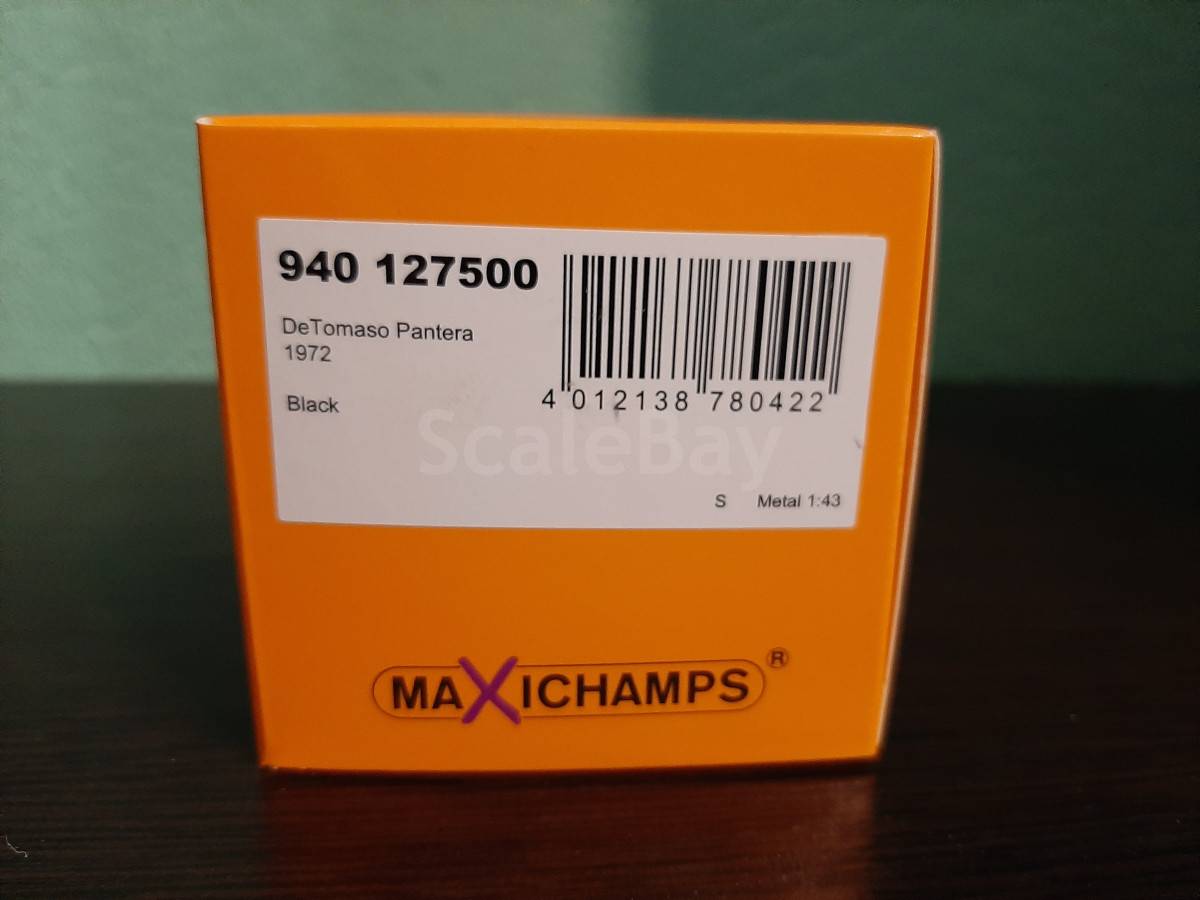 940 127500
DeTomaso Pantera
1972
Black
4 012138 780422
ScaleBay
S Metal 1:43
MAXICHAMPS®